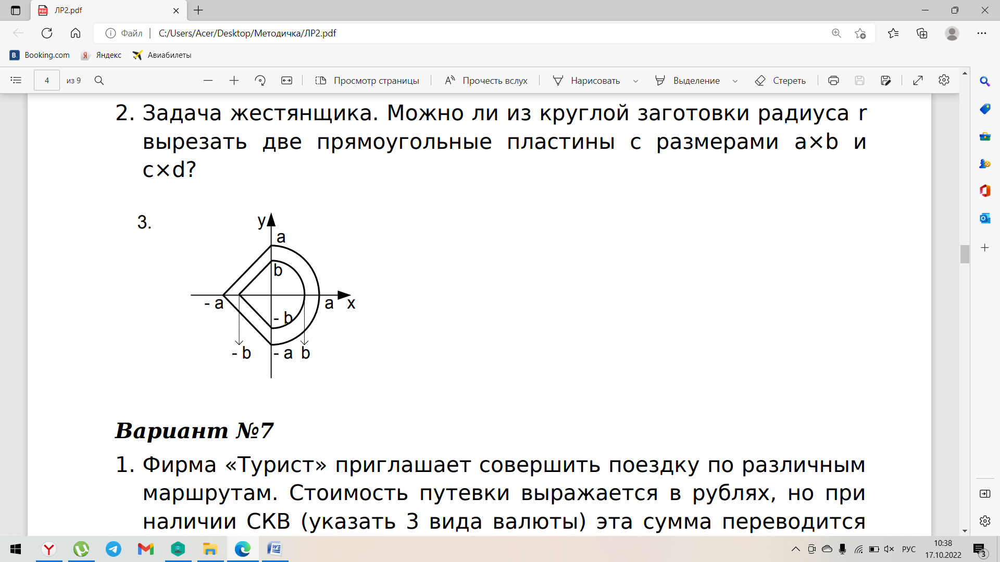 ЛР2.pdf
Файл
C:/Users/Acer/Desktop/Методичка/ЛР2.pdf
Booking.com
Яндекс
Авиабилеты
4 из 9
Просмотр страницы
Прочесть вслух
Нарисовать
Выделение
Стереть
2. Задача жестянщика. Можно ли из круглой заготовки радиуса r
вырезать две прямоугольные пластины с размерами a×b и
c×d?
3.
y
a
b
- a
a
x
- b
- b
- a
b
Вариант №7
1. Фирма «Турист» приглашает совершить поездку по различным
маршрутам. Стоимость путевки выражается в рублях, но при
наличии СКВ (указать 3 вида валюты) эта сумма переводится
РУС
10:38
17.10.2022
3